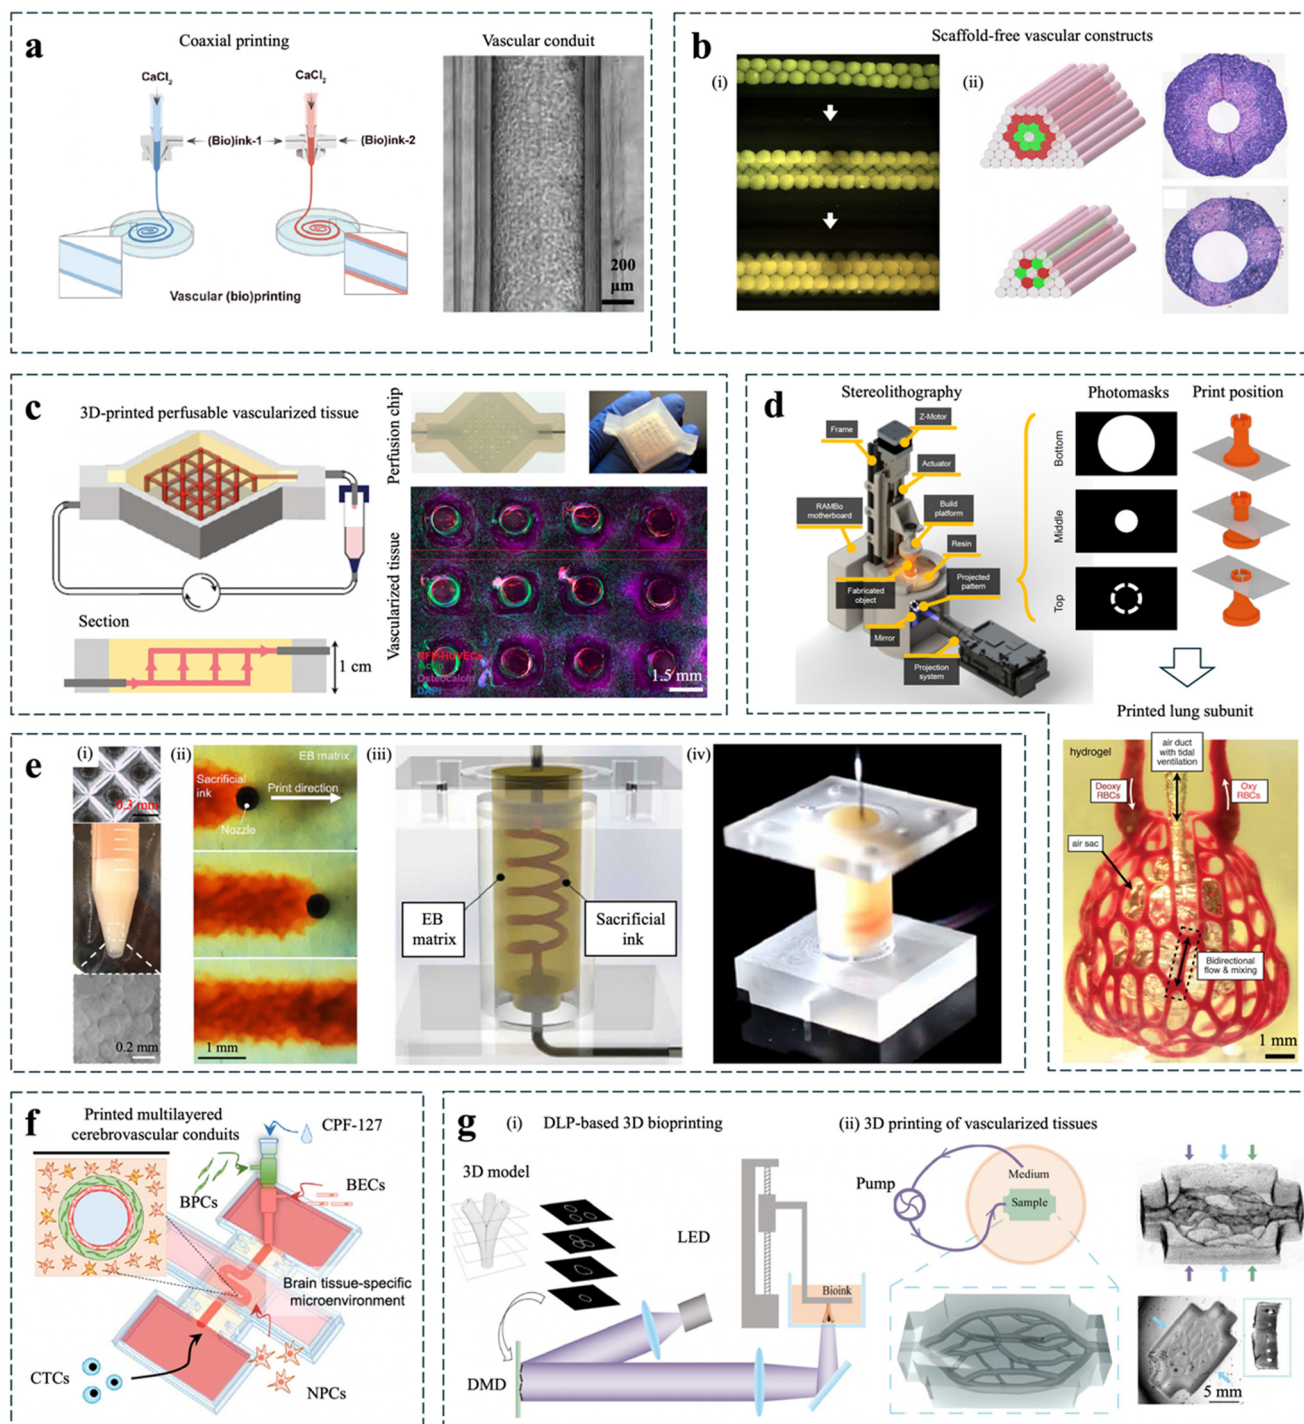 a
Coaxial printing
Vascular conduit
CaCl2
CaCl2
(Bio)ink-1
(Bio)ink-2
Vascular (bio)printing
200
μm
b
Scaffold-free vascular constructs
(i)
(ii)
c
3D-printed perfusable vascularized tissue
Section
1 cm
Perfusion chip
Vascularized tissue
RFP-HUVECs
Actin
Osteocalcin
DAPI
1.5 mm
d
Stereolithography
Photomasks
Print position
Frame
Z-Motor
Actuator
RAMBo
motherboard
Build
platform
Resin
Fabricated
object
Projected
pattern
Mirror
Projection
system
Bottom
Middle
Top
Printed lung subunit
hydrogel
air duct
with tidal
ventilation
Deoxy
RBCs
Oxy
RBCs
air sac
Bidirectional
flow & mixing
1 mm
e
(i)
0.3 mm
0.2 mm
(ii)
EB matrix
Sacrificial
ink
Print direction
Nozzle
1 mm
(iii)
EB
matrix
Sacrificial
ink
(iv)
f
Printed multilayered
cerebrovascular conduits
CPF-127
BPCs
BECs
Brain tissue-specific
microenvironment
CTCs
NPCs
g
(i)
DLP-based 3D bioprinting
3D model
LED
Bioink
DMD
(ii) 3D printing of vascularized tissues
Pump
Medium
Sample
5 mm